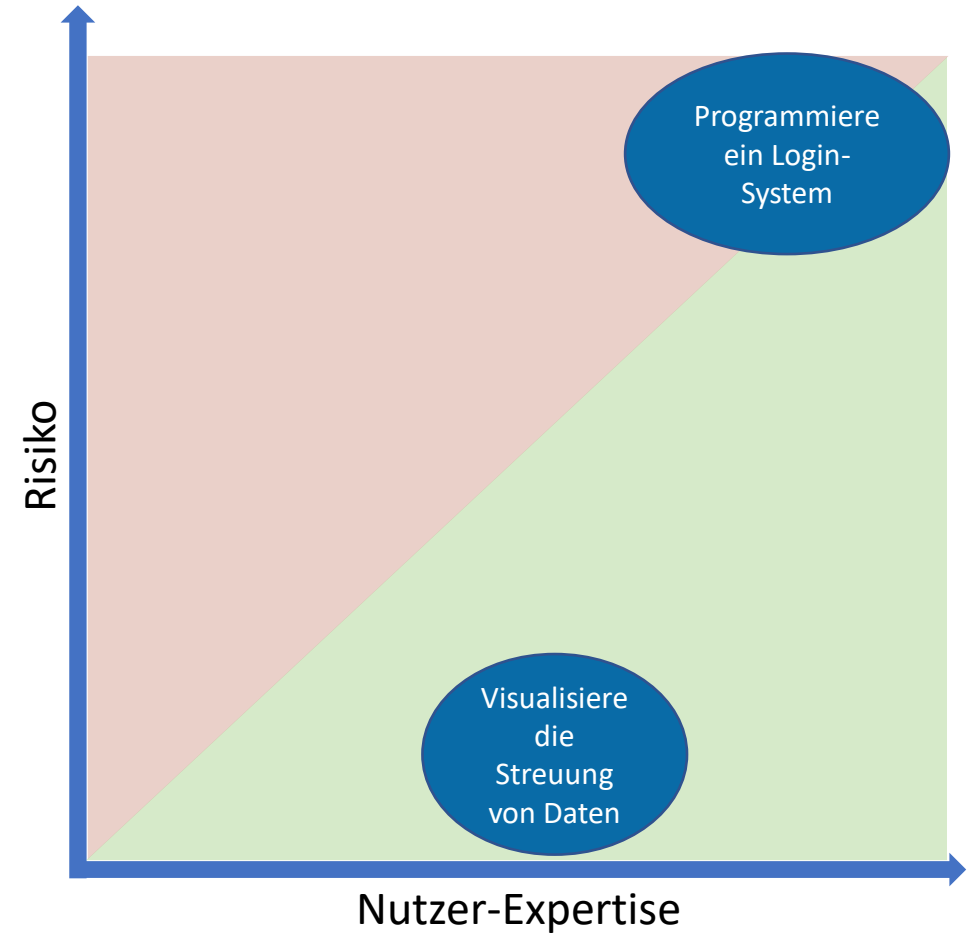 Programmiere
ein Login-
System
Risiko
Visualisiere
die
Streuung
von Daten
Nutzer-Expertise